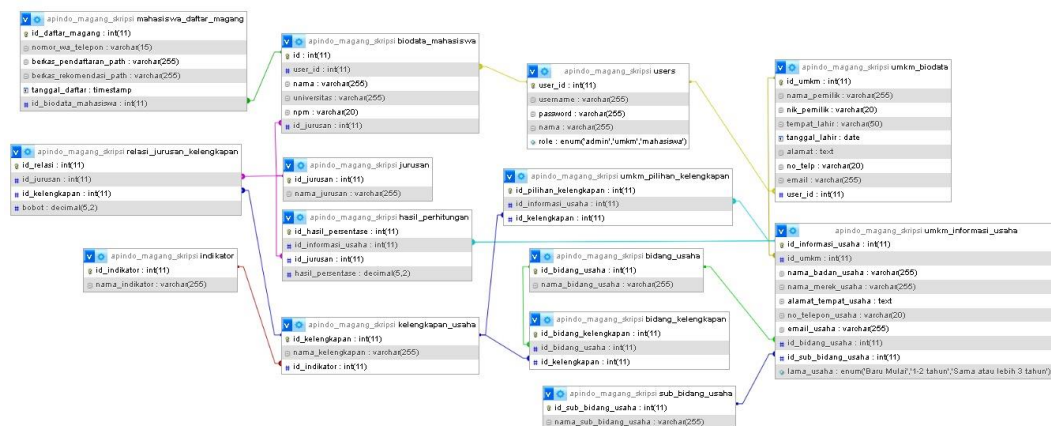 apindo_magang_skripsi mahasiswa_daftar_magang
id_daftar_magang : int(11)
nomor_wa_telepon : varchar(15)
berkas_pendaftaran_path : varchar(255)
berkas_rekomendasi_path : varchar(255)
tanggal_daftar : timestamp
id_biodata_mahasiswa : int(11)
apindo_magang_skripsi biodata_mahasiswa
id : int(11)
user_id : int(11)
nama : varchar(255)
universitas : varchar(255)
npm : varchar(20)
id_jurusan : int(11)
apindo_magang_skripsi users
user_id : int(11)
username : varchar(255)
password : varchar(255)
nama : varchar(255)
role : enum('admin','umkm','mahasiswa')
apindo_magang_skripsi umkm_biodata
id_umkm : int(11)
nama_pemilik : varchar(255)
nik_pemilik : varchar(20)
tempat_lahir : varchar(50)
tanggal_lahir : date
alamat : text
no_telp : varchar(20)
email : varchar(255)
user_id : int(11)
apindo_magang_skripsi relasi_jurusan_kelengkapan
id_relasi : int(11)
id_jurusan : int(11)
id_kelengkapan : int(11)
bobot : decimal(5,2)
apindo_magang_skripsi jurusan
id_jurusan : int(11)
nama_jurusan : varchar(255)
apindo_magang_skripsi umkm_pilihan_kelengkapan
id_pilihan_kelengkapan : int(11)
id_informasi_usaha : int(11)
id_kelengkapan : int(11)
apindo_magang_skripsi hasil_perhitungan
id_hasil_persentase : int(11)
id_informasi_usaha : int(11)
id_jurusan : int(11)
hasil_persentase : decimal(5,2)
apindo_magang_skripsi umkm_informasi_usaha
id_informasi_usaha : int(11)
id_umkm : int(11)
nama_badan_usaha : varchar(255)
nama_merek_usaha : varchar(255)
alamat_tempat_usaha : text
no_telepon_usaha : varchar(20)
email_usaha : varchar(255)
id_bidang_usaha : int(11)
id_sub_bidang_usaha : int(11)
lama_usaha : enum('Baru Mulai','1-2 tahun','Sama atau lebih 3 tahun')
apindo_magang_skripsi indikator
id_indikator : int(11)
nama_indikator : varchar(255)
apindo_magang_skripsi bidang_usaha
id_bidang_usaha : int(11)
nama_bidang_usaha : varchar(255)
apindo_magang_skripsi kelengkapan_usaha
id_kelengkapan : int(11)
nama_kelengkapan : varchar(255)
id_indikator : int(11)
apindo_magang_skripsi bidang_kelengkapan
id_bidang_kelengkapan : int(11)
id_bidang_usaha : int(11)
id_kelengkapan : int(11)
apindo_magang_skripsi sub_bidang_usaha
id_sub_bidang_usaha : int(11)
nama_sub_bidang_usaha : varchar(255)